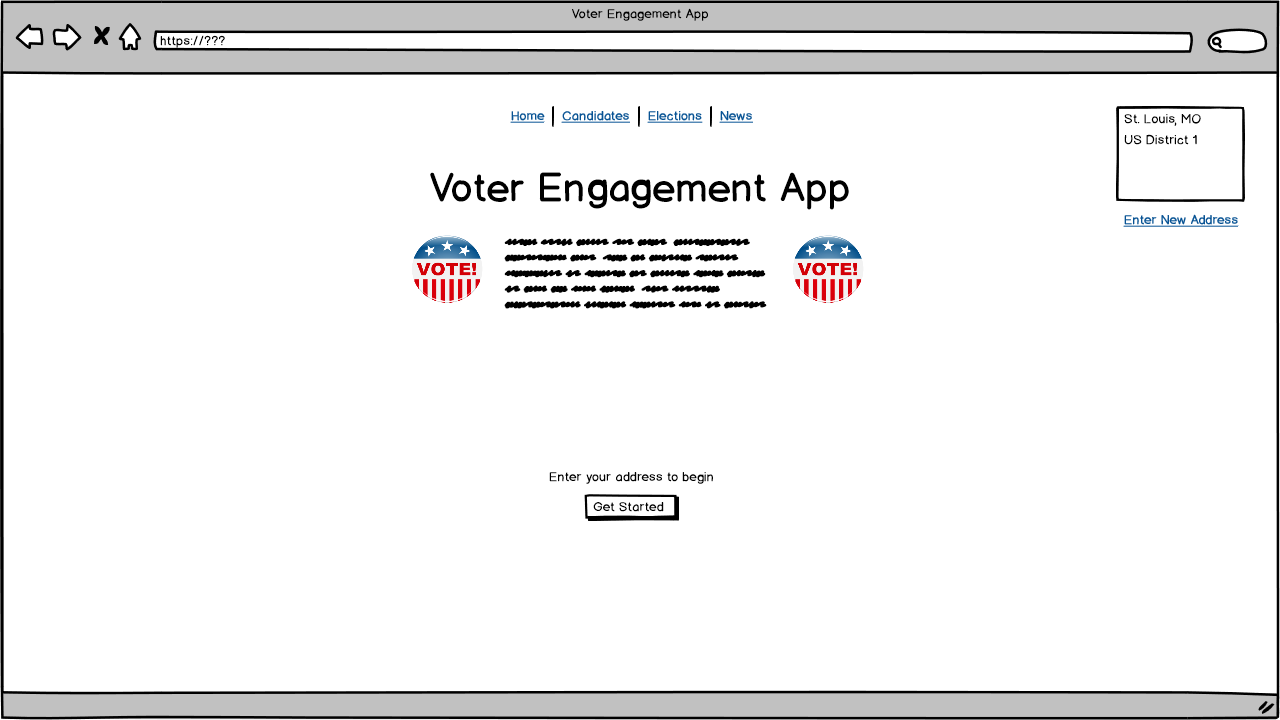 Voter Engagement App
https://???
Home | Candidates | Elections | News
St. Louis, MO
US District 1
Enter New Address
Voter Engagement App
VOTE!
VOTE!
Enter your address to begin
Get Started